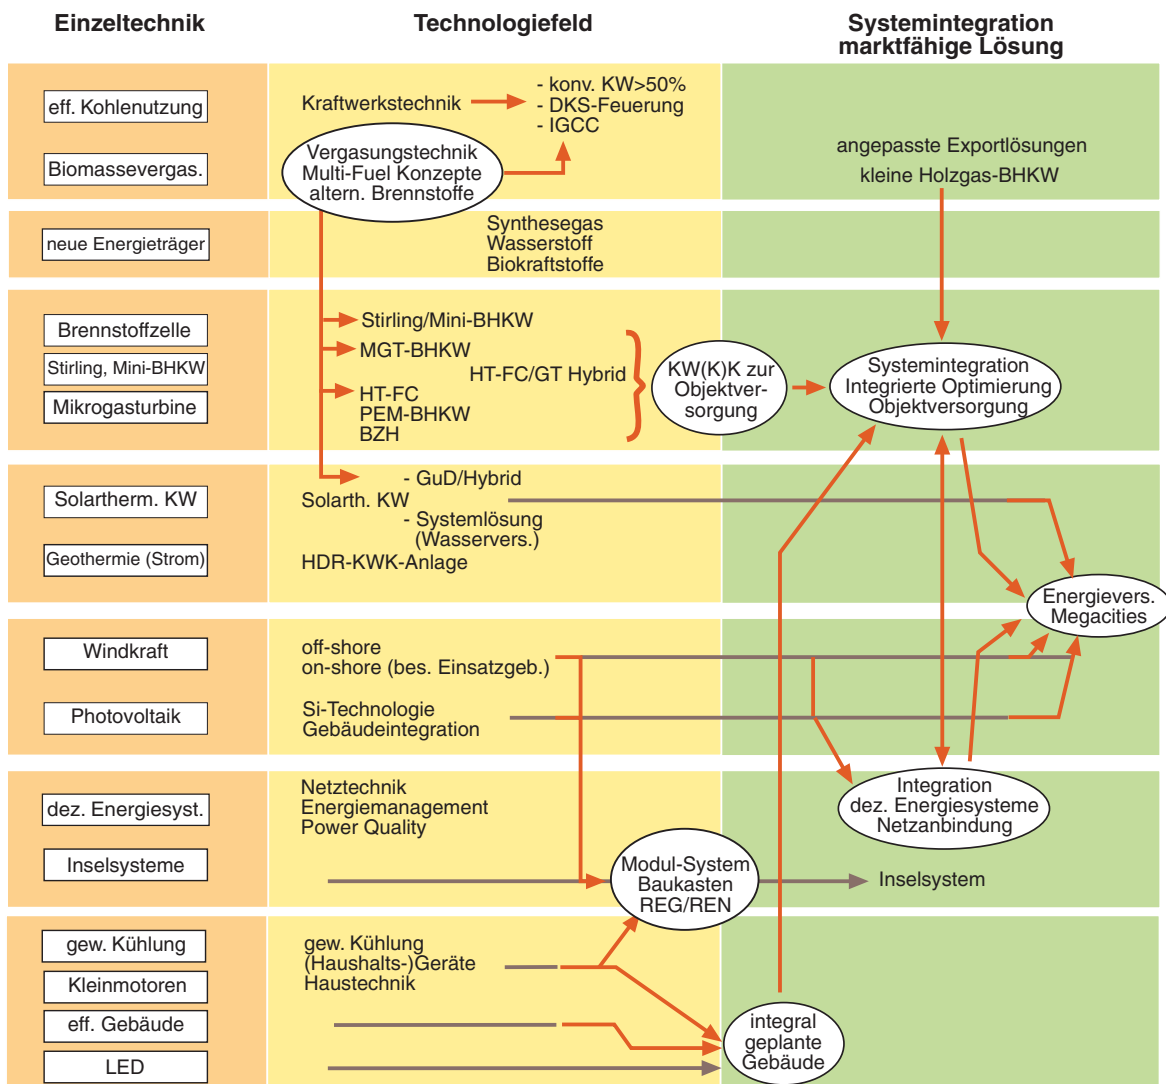 Einzeltechnik
Technologiefeld
Systemintegration
marktfähige Lösung
eff. Kohlenutzung
Biomassevergas.
Kraftwerkstechnik
- konv. KW>50%
- DKS-Feuerung
- IGCC
Vergasungstechnik
Multi-Fuel Konzepte
altern. Brennstoffe
angepasste Exportlösungen
kleine Holzgas-BHKW
neue Energieträger
Synthesegas
Wasserstoff
Biokraftstoffe
Brennstoffzelle
Stirling, Mini-BHKW
Mikrogasturbine
Stirling/Mini-BHKW
MGT-BHKW
HT-FC/GT Hybrid
HT-FC
PEM-BHKW
BZH
KW(K)K zur
Objektver-
sorgung
Systemintegration
Integrierte Optimierung
Objektversorgung
Solartherm. KW
Geothermie (Strom)
- GuD/Hybrid
Solarth. KW
- Systemlösung
(Wasservers.)
HDR-KWK-Anlage
Energievers.
Megacities
Windkraft
Photovoltaik
off-shore
on-shore (bes. Einsatzgeb.)
Si-Technologie
Gebäudeintegration
dez. Energiesyst.
Inselsysteme
Netztechnik
Energiemanagement
Power Quality
Integration
dez. Energiesysteme
Netzanbindung
Modul-System
Baukasten
REG/REN
Inselsystem
gew. Kühlung
Kleinmotoren
eff. Gebäude
LED
gew. Kühlung
(Haushalts-)Geräte
Haustechnik
integral
geplante
Gebäude